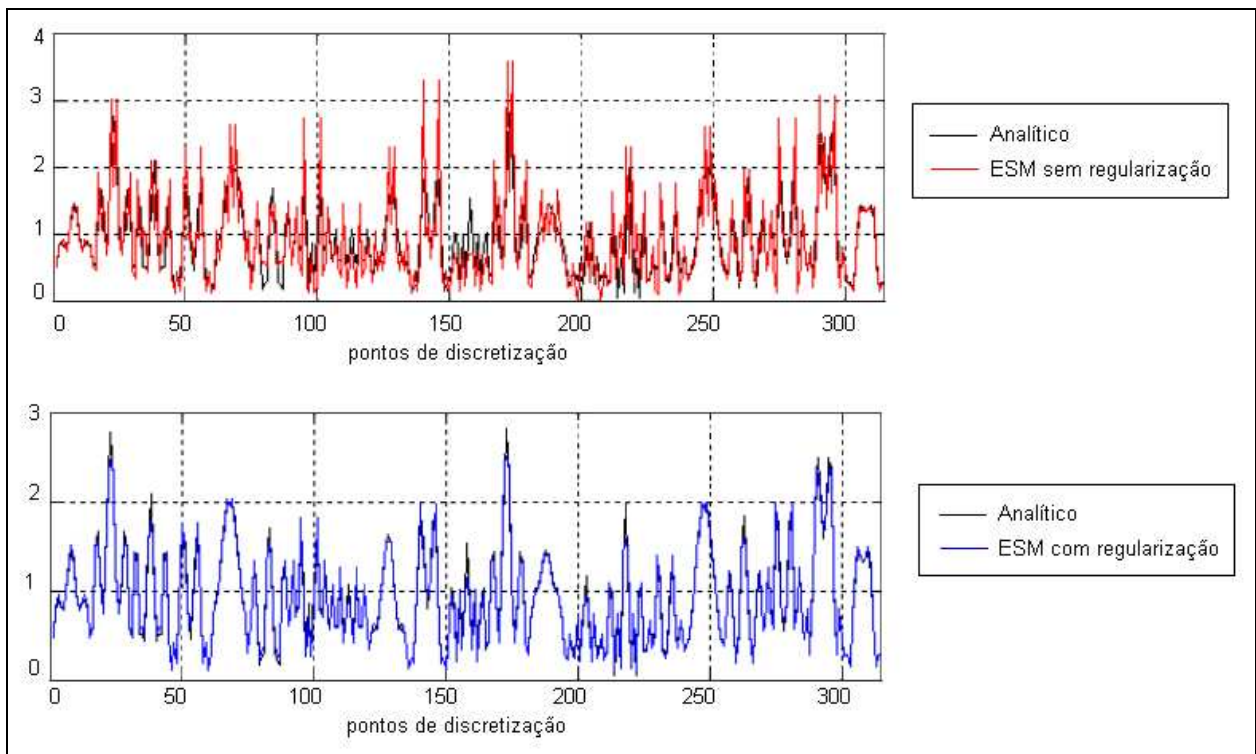 4
3
2
1
0
0 50 100 150 200 250 300
pontos de discretização
Analítico
ESM sem regularização
3
2
1
0
0 50 100 150 200 250 300
pontos de discretização
Analítico
ESM com regularização